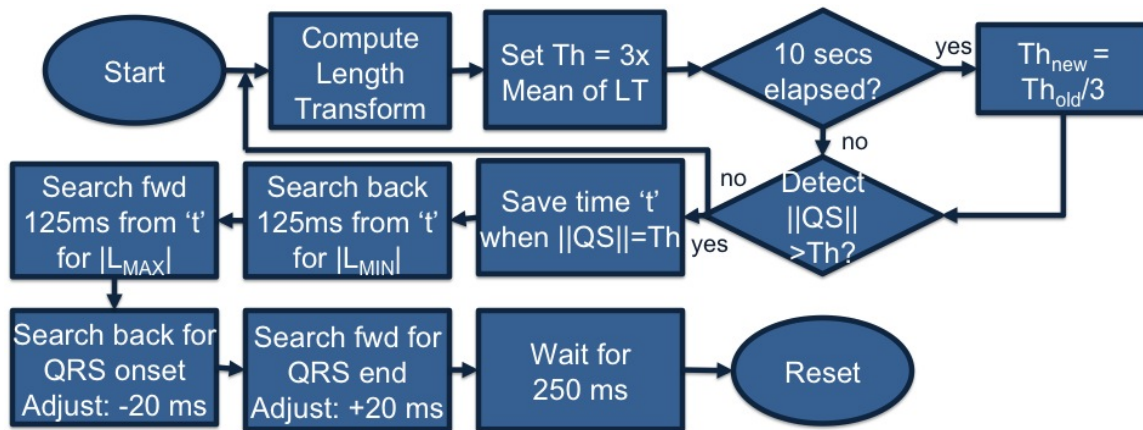 Start
Compute
Length
Transform
Set Th = 3x
Mean of LT
10 secs
elapsed?
yes
Th_new =
Th_old/3
no
Detect
||QS||
>Th?
no
yes
Save time ‘t’
when ||QS||=Th
Search back
125ms from ‘t’
for |L_MIN|
Search fwd
125ms from ‘t’
for |L_MAX|
Search back for
QRS onset
Adjust: -20 ms
Search fwd for
QRS end
Adjust: +20 ms
Wait for
250 ms
Reset